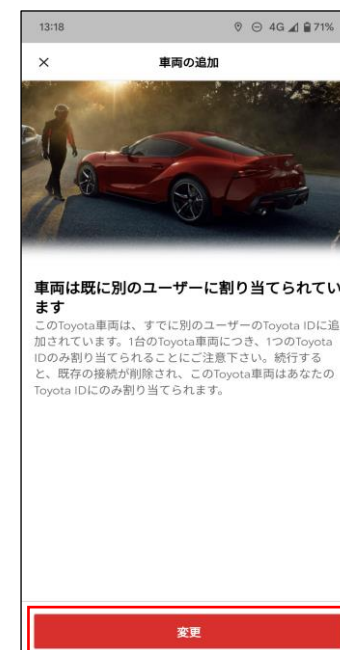 13:18 4G 71%
× 車両の追加
車両は既に別のユーザーに割り当てられてい
ます
このToyota車両は、すでに別のユーザーのToyota IDに追
加されています。1台のToyota車両につき、1つのToyota
IDのみ割り当てられることにご注意下さい。続行する
と、既存の接続が削除され、このToyota車両はあなたの
Toyota IDにのみ割り当てられます。
変更